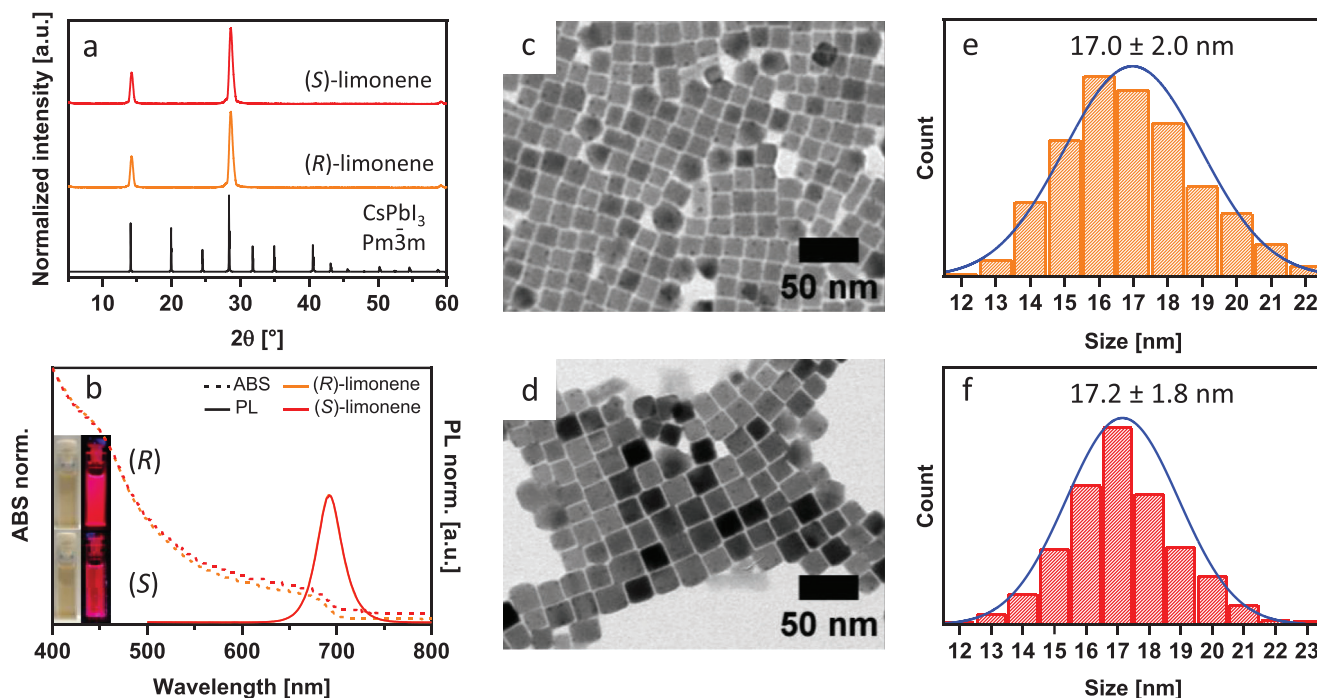 a
Normalized intensity [a.u.]
(S)-limonene
(R)-limonene
CsPbI₃
Pm3̄m
10 20 30 40 50 60
2θ [°]
b
ABS (R)-limonene
PL (S)-limonene
(R)
(S)
ABS norm.
PL norm. [a.u.]
400 500 600 700 800
Wavelength [nm]
c
50 nm
d
50 nm
e
17.0 ± 2.0 nm
Count
12 13 14 15 16 17 18 19 20 21 22
Size [nm]
f
17.2 ± 1.8 nm
Count
12 13 14 15 16 17 18 19 20 21 22 23
Size [nm]